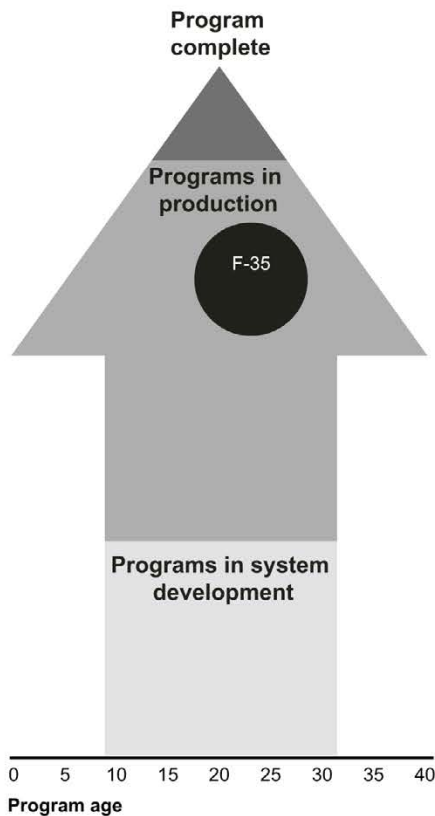 Program
complete
Programs in
production
F-35
Programs in system
development
0 5 10 15 20 25 30 35 40
Program age